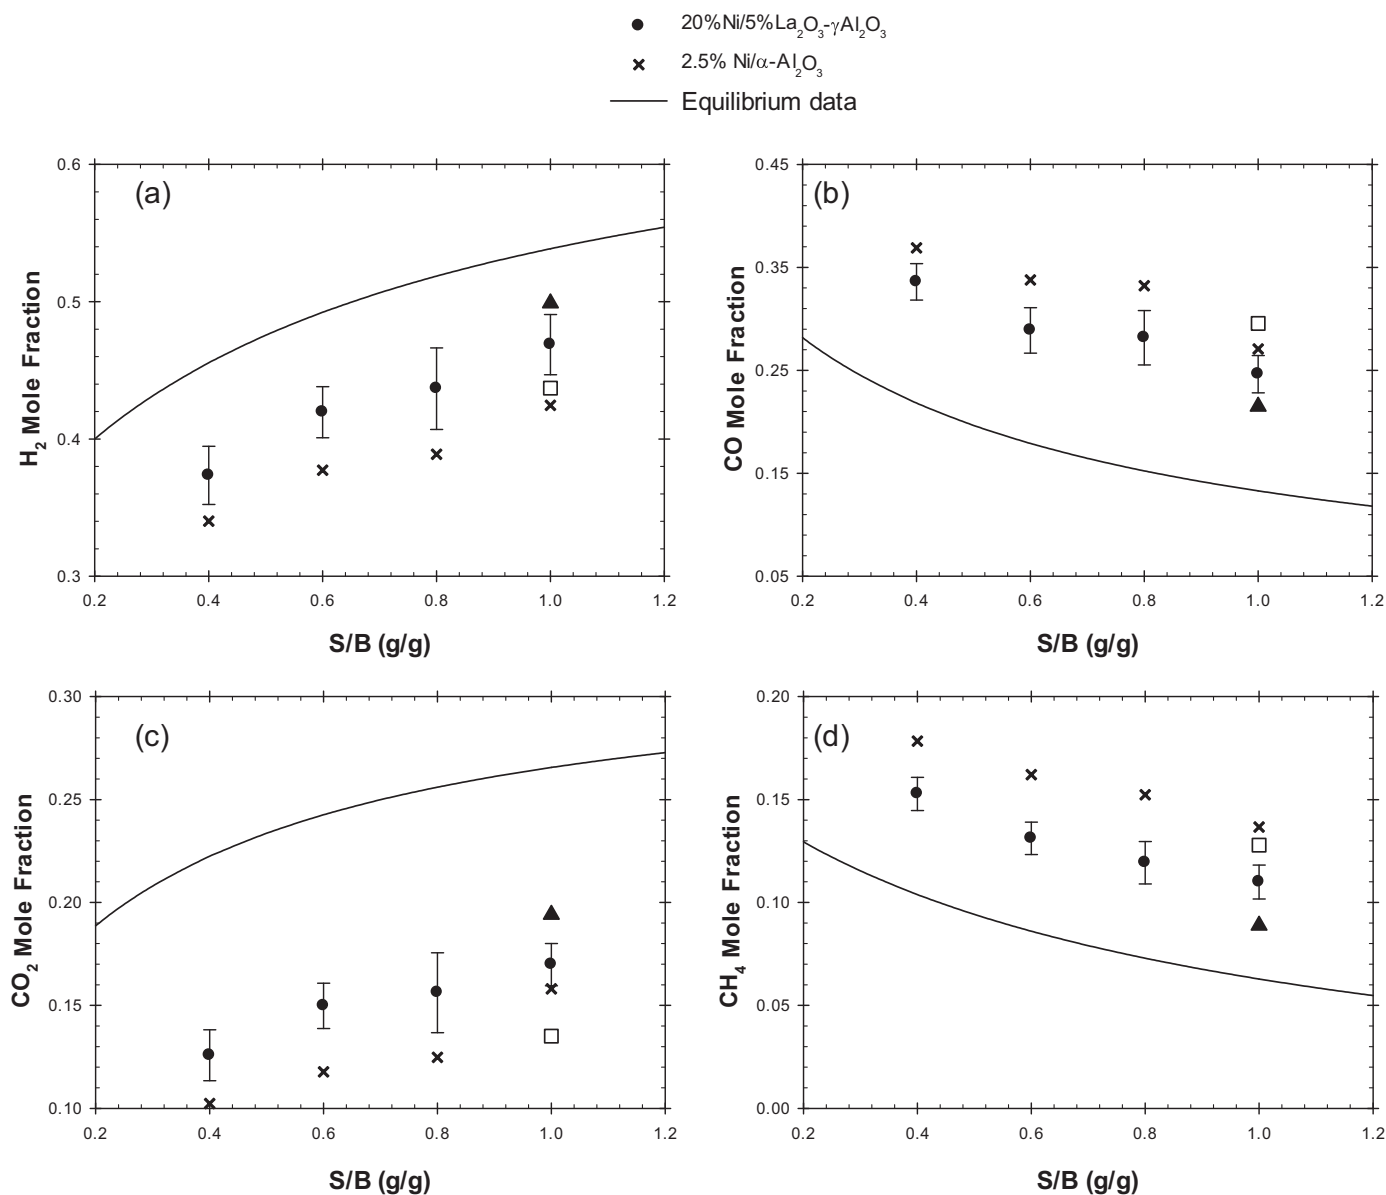 20%Ni/5%La₂O₃-γAl₂O₃
2.5% Ni/α-Al₂O₃
Equilibrium data
(a)
H₂ Mole Fraction
0.6
0.5
0.4
0.3
0.2 0.4 0.6 0.8 1.0 1.2
S/B (g/g)
(b)
CO Mole Fraction
0.45
0.35
0.25
0.15
0.05
0.2 0.4 0.6 0.8 1.0 1.2
S/B (g/g)
(c)
CO₂ Mole Fraction
0.30
0.25
0.20
0.15
0.10
0.2 0.4 0.6 0.8 1.0 1.2
S/B (g/g)
(d)
CH₄ Mole Fraction
0.20
0.15
0.10
0.05
0.00
0.2 0.4 0.6 0.8 1.0 1.2
S/B (g/g)